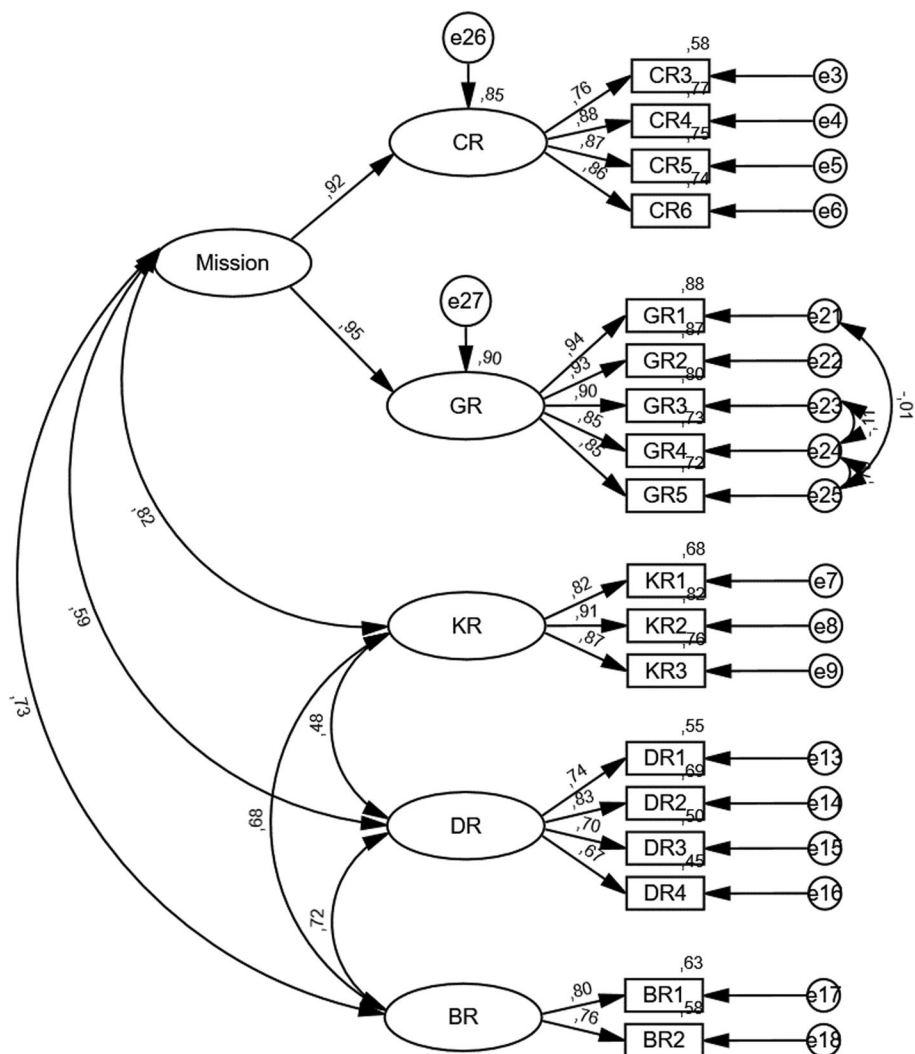 e26
,58
,85
CR3
e3
,76
,77
,88
CR4
e4
CR
,75
,87
CR5
e5
,86
,74
CR6
e6
,92
Mission
e27
,88
,95
GR1
e21
,94
,87
,90
GR2
e22
,93
,80
GR
,90
GR3
e23
-,01
-,11
,85
,73
GR4
e24
,85
,72
GR5
e25
,82
,68
KR1
e7
,82
,82
KR
,91
KR2
e8
,76
,87
KR3
e9
,59
,73
,48
,55
DR1
e13
,74
,69
,83
DR2
e14
DR
,50
,70
DR3
e15
,68
,67
,45
DR4
e16
,72
,63
BR1
e17
,80
BR
,58
,76
BR2
e18